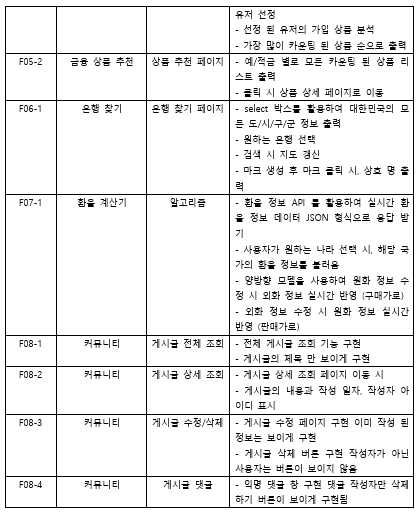 유저 선정
- 선정 된 유저의 가입 상품 분석
- 가장 많이 카운팅 된 상품 순으로 출력
F05-2 금융 상품 추천 상품 추천 페이지 - 예/적금 별로 모든 카운팅 된 상품 리
스트 출력
- 클릭 시 상품 상세 페이지로 이동
F06-1 은행 찾기 은행 찾기 페이지 - select 박스를 활용하여 대한민국의 모
든 도/시/구/군 정보 출력
- 원하는 은행 선택
- 검색 시 지도 갱신
- 마크 생성 후 마크 클릭 시, 상호 명 출
력
F07-1 환율 계산기 알고리즘 - 환율 정보 API 를 활용하여 실시간 환
율 정보 데이터 JSON 형식으로 응답 받
기
- 사용자가 원하는 나라 선택 시, 해당 국
가의 환율 정보를 불러옴
- 양방향 모델을 사용하여 원화 정보 수
정 시 외화 정보 실시간 반영 (구매가로)
- 외화 정보 수정 시 원화 정보 실시간
반영 (판매가로)
F08-1 커뮤니티 게시글 전체 조회 - 전체 게시글 조회 기능 구현
- 게시글의 제목 만 보이게 구현
F08-2 커뮤니티 게시글 상세 조회 - 게시글 상세 조회 페이지 이동 시
- 게시글의 내용과 작성 일자, 작성자 아
이디 표시
F08-3 커뮤니티 게시글 수정/삭제 - 게시글 수정 페이지 구현 이미 작성 된
정보는 보이게 구현
- 게시글 삭제 버튼 구현 작성자가 아닌
사용자는 버튼이 보이지 않음
F08-4 커뮤니티 게시글 댓글 - 익명 댓글 창 구현 댓글 작성자만 삭제
하기 버튼이 보이게 구현됨